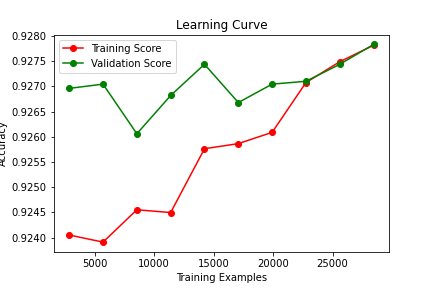 Learning Curve
Training Score
Validation Score
0.9280
0.9275
0.9270
0.9265
0.9260
0.9255
0.9250
0.9245
0.9240
Accuracy
5000
10000
15000
20000
25000
Training Examples